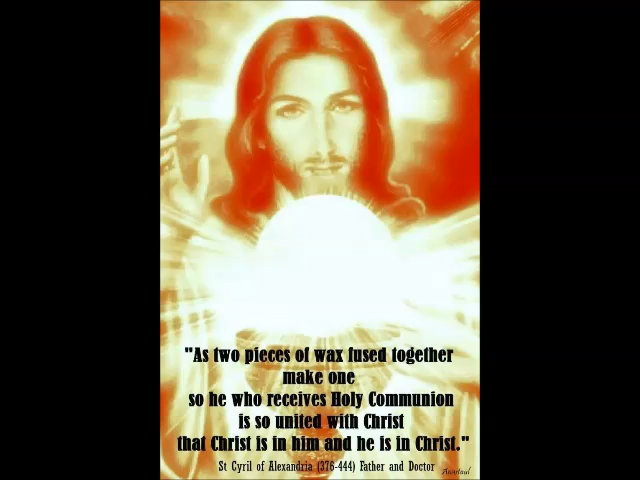 "As two pieces of wax fused together
make one
so he who receives Holy Communion
is so united with Christ
that Christ is in him and he is in Christ."
St Cyril of Alexandria (376-444) Father and Doctor